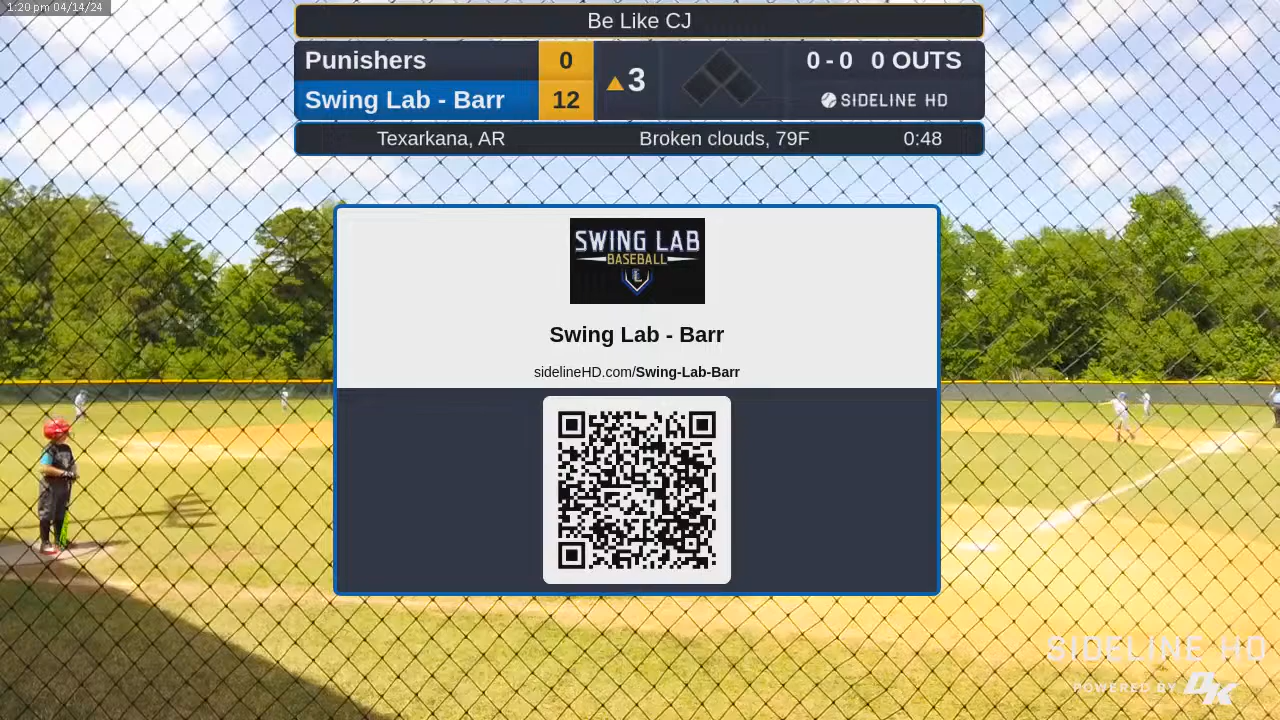 1:20 pm 04/14/24
Be Like CJ
Punishers 0
Swing Lab - Barr 12
▲3
0 - 0 0 OUTS
SIDELINE HD
Texarkana, AR Broken clouds, 79F 0:48
SWING LAB
BASEBALL
Swing Lab - Barr
sidelineHD.com/Swing-Lab-Barr
SIDELINE HD
POWERED BY DK